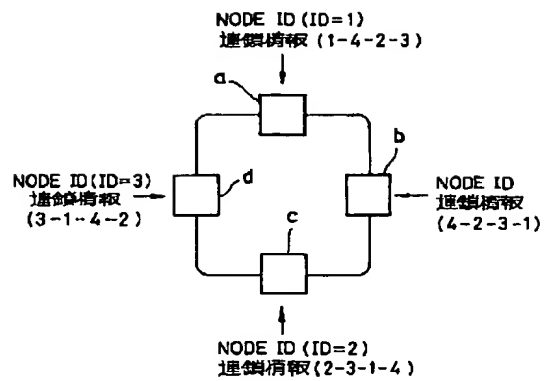 NODE ID (ID=1)
連鎖情報 (1-4-2-3)
a
b
NODE ID (ID=3)
連鎖情報
(3-1-4-2)
d
NODE ID
連鎖情報
(4-2-3-1)
c
NODE ID (ID=2)
連鎖情報 (2-3-1-4)